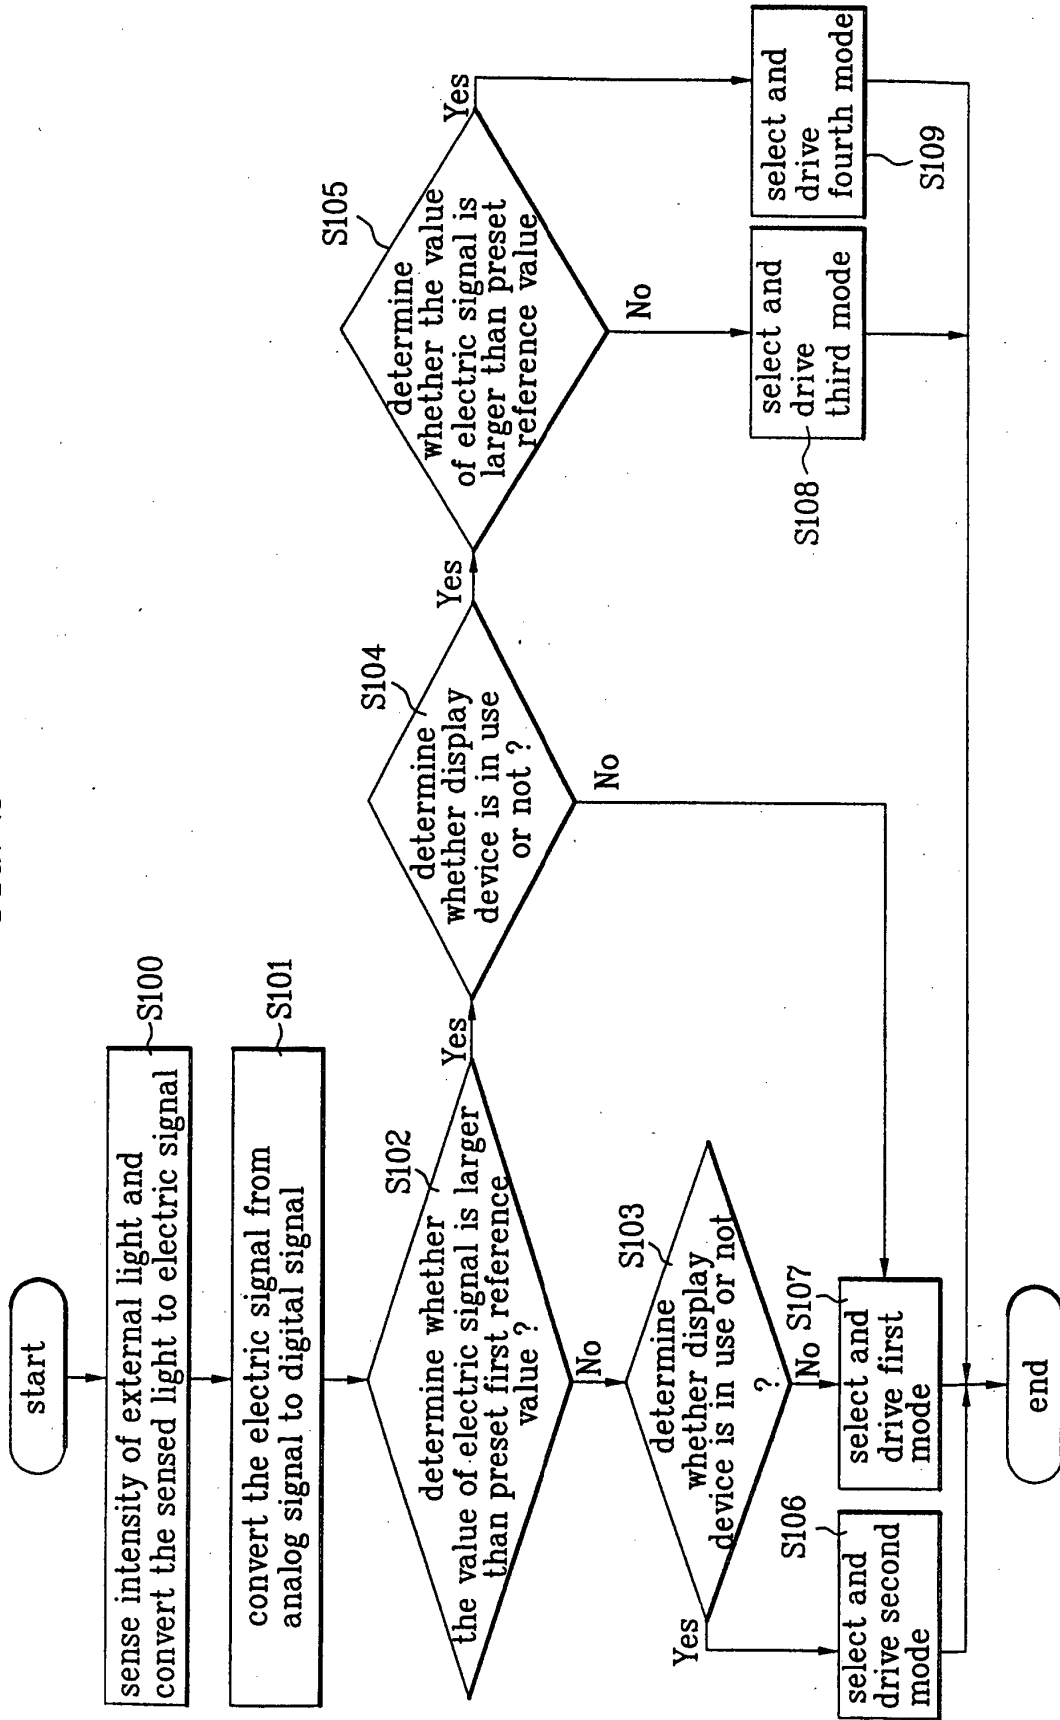 start
sense intensity of external light and
convert the sensed light to electric signal
S100
convert the electric signal from
analog signal to digital signal
S101
determine whether
the value of electric signal is larger
than preset first reference
value ?
S102
Yes
No
determine
whether display
device is in use or not
?
S103
Yes
No
determine
whether display
device is in use
or not ?
S104
Yes
No
determine
whether the value
of electric signal is
larger than preset
reference value
S105
Yes
No
select and
drive second
mode
S106
select and
drive first
mode
S107
select and
drive
third mode
S108
select and
drive
fourth mode
S109
end